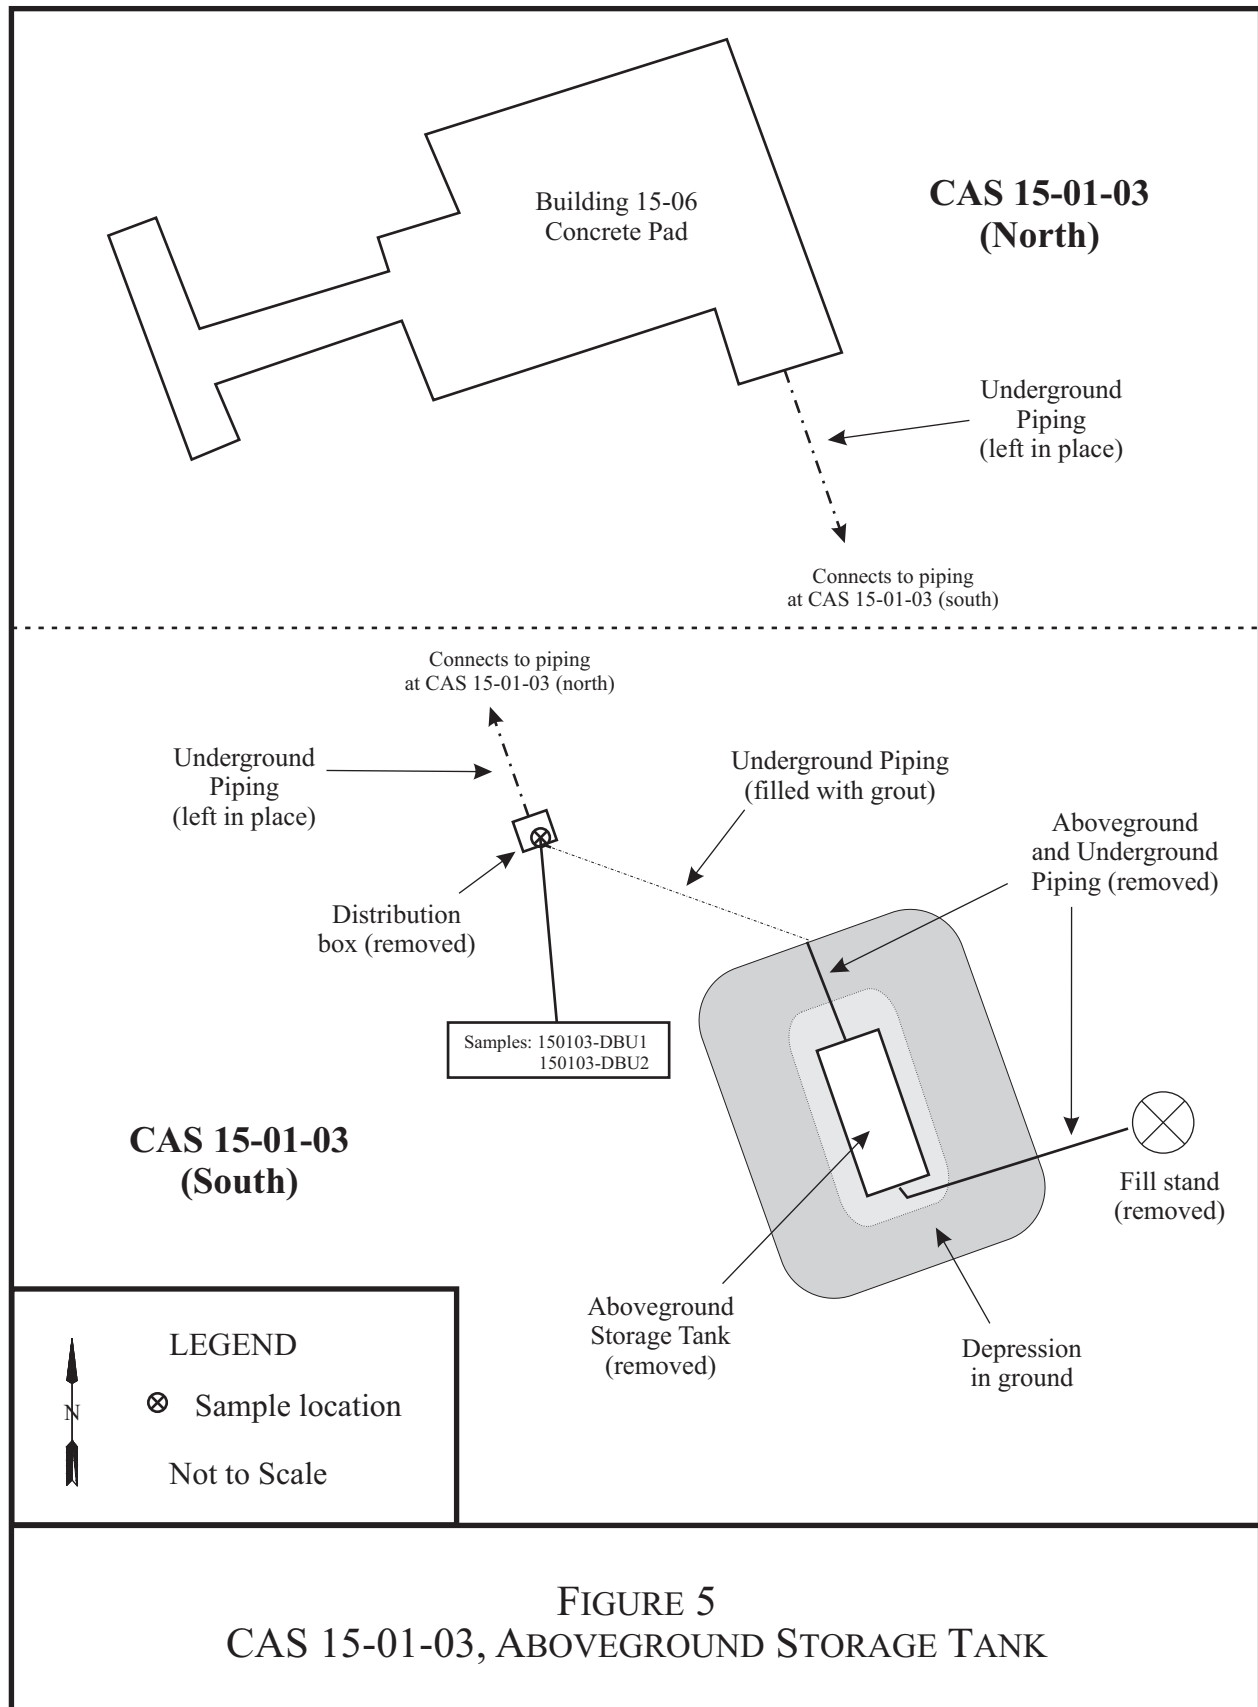 Building 15-06
Concrete Pad
CAS 15-01-03
(North)
Underground
Piping
(left in place)
Connects to piping
at CAS 15-01-03 (south)
Connects to piping
at CAS 15-01-03 (north)
Underground
Piping
(left in place)
Underground Piping
(filled with grout)
Aboveground
and Underground
Piping (removed)
Distribution
box (removed)
Samples: 150103-DBU1
150103-DBU2
CAS 15-01-03
(South)
Fill stand
(removed)
Aboveground
Storage Tank
(removed)
Depression
in ground
LEGEND
N
Sample location
Not to Scale
FIGURE 5
CAS 15-01-03, ABOVEGROUND STORAGE TANK